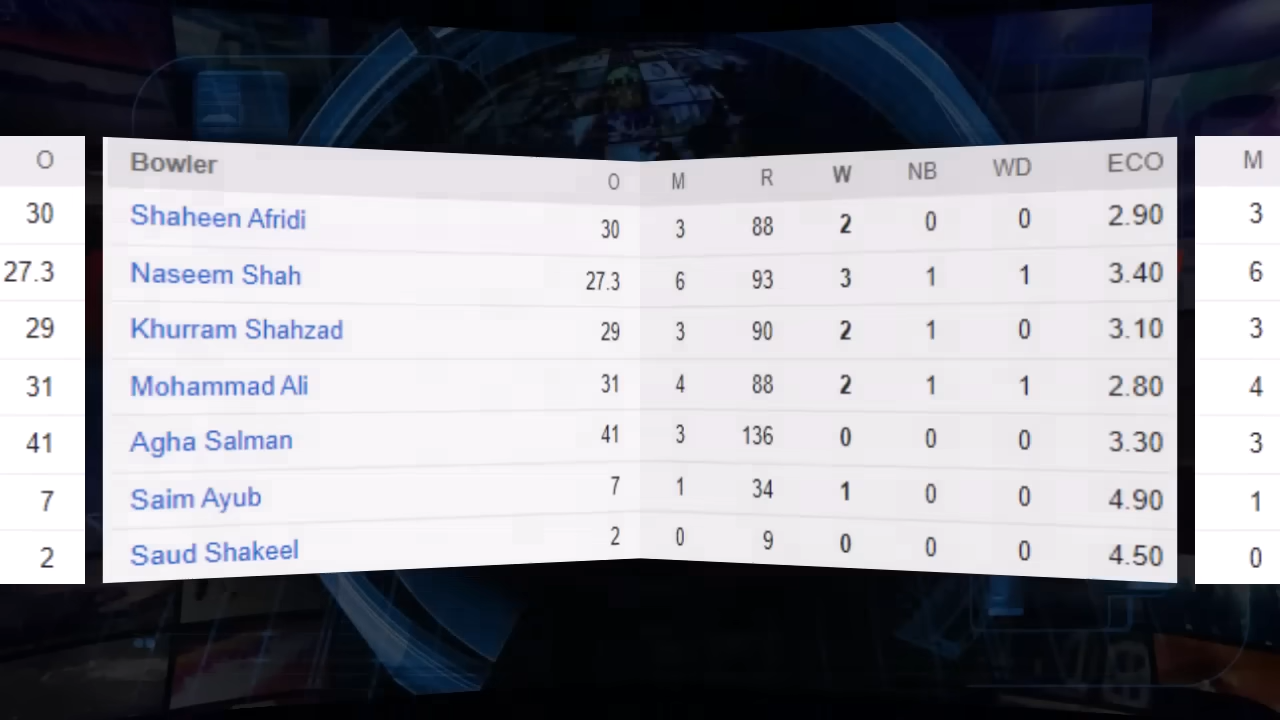 O Bowler O M R W NB WD ECO M
30 Shaheen Afridi 30 3 88 2 0 0 2.90 3
27.3 Naseem Shah 27.3 6 93 3 1 1 3.40 6
29 Khurram Shahzad 29 3 90 2 1 0 3.10 3
31 Mohammad Ali 31 4 88 2 1 1 2.80 4
41 Agha Salman 41 3 136 0 0 0 3.30 3
7 Saim Ayub 7 1 34 1 0 0 4.90 1
2 Saud Shakeel 2 0 9 0 0 0 4.50 0